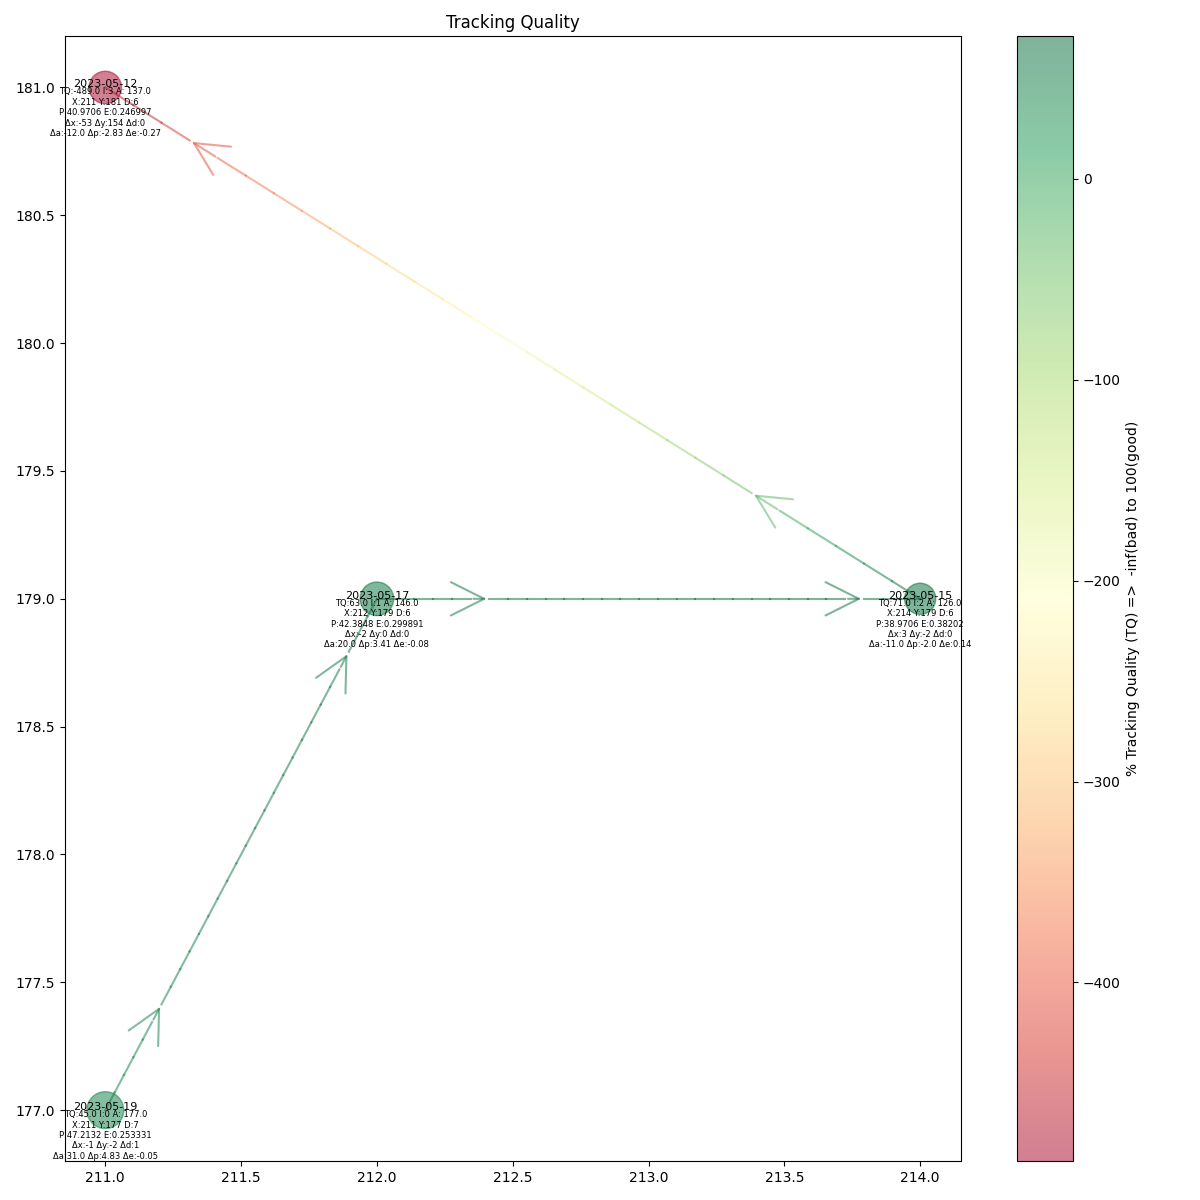 Tracking Quality
181.0
180.5
180.0
179.5
179.0
178.5
178.0
177.5
177.0
2023-05-12
TQ:-489.0 I:3 A: 137.0
X:211 Y:181 D:6
P:40.9706 E:0.246997
Δx:-53 Δy:154 Δd:0
Δa:-12.0 Δp:-2.83 Δe:-0.27
2023-05-17
TQ:63.0 I:1 A: 146.0
X:212 Y:179 D:6
P:42.3848 E:0.299891
Δx:-2 Δy:0 Δd:0
Δa:20.0 Δp:3.41 Δe:-0.08
2023-05-15
TQ:71.0 I:2 A: 126.0
X:214 Y:179 D:6
P:38.9706 E:0.38202
Δx:3 Δy:-2 Δd:0
Δa:-11.0 Δp:-2.0 Δe:0.14
2023-05-19
TQ:45.0 I:0 A: 177.0
X:211 Y:177 D:7
P:47.2132 E:0.253331
Δx:-1 Δy:-2 Δd:1
Δa:31.0 Δp:4.83 Δe:-0.05
211.0 211.5 212.0 212.5 213.0 213.5 214.0
0
−100
−200
−300
−400
% Tracking Quality (TQ) => -inf(bad) to 100(good)